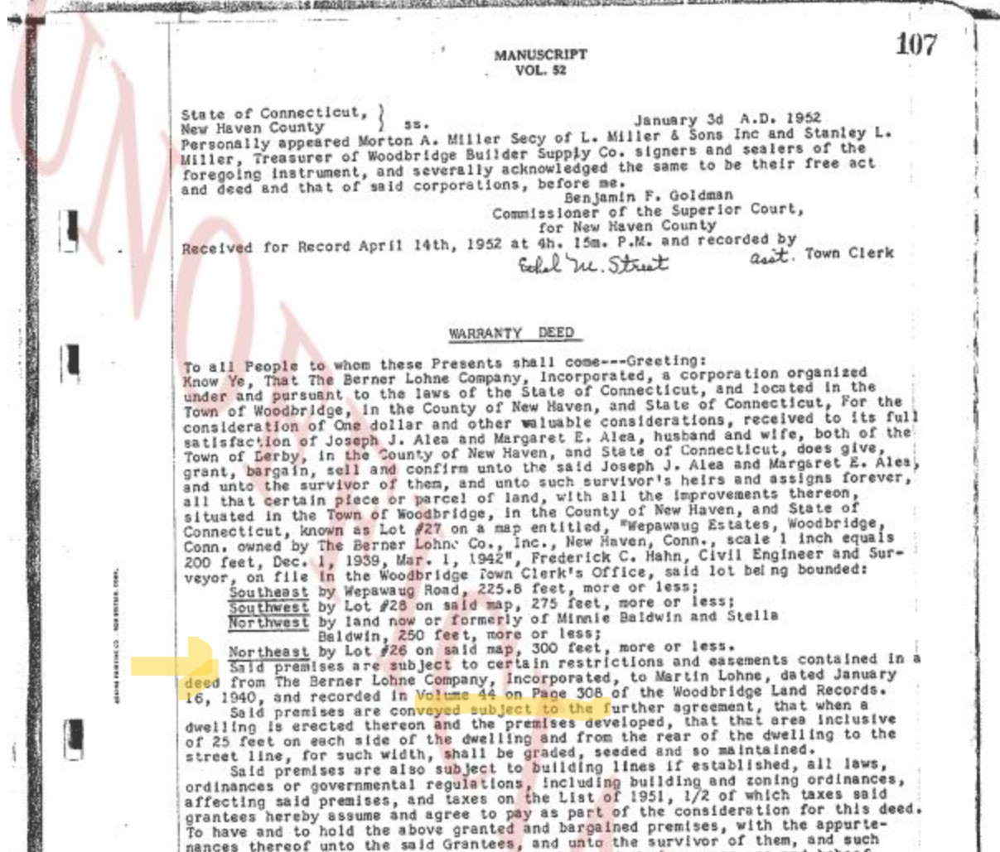 107
MANUSCRIPT
VOL. 52
State of Connecticut, } ss. January 3d A.D. 1952
New Haven County
Personally appeared Morton A. Miller Secy of L. Miller & Sons Inc and Stanley L.
Miller, Treasurer of Woodbridge Builder Supply Co. signers and sealers of the
foregoing instrument, and severally acknowledged the same to be their free act
and deed and that of said corporations, before me.
Benjamin F. Goldman
Commissioner of the Superior Court,
for New Haven County
Received for Record April 14th, 1952 at 4h. 15m. P.M. and recorded by
Ethel M. Street asst. Town Clerk
WARRANTY DEED
To all People to whom these Presents shall come---Greeting:
Know Ye, That The Berner Lohne Company, Incorporated, a corporation organized
under and pursuant to the laws of the State of Connecticut, and located in the
Town of Woodbridge, in the County of New Haven, and State of Connecticut, For the
consideration of One dollar and other valuable considerations, received to its full
satisfaction of Joseph J. Alea and Margaret E. Alea, husband and wife, both of the
Town of Derby, in the County of New Haven, and State of Connecticut, does give,
grant, bargain, sell and confirm unto the said Joseph J. Alea and Margaret E. Alea,
and unto the survivor of them, and unto such survivor's heirs and assigns forever,
all that certain piece or parcel of land, with all the improvements thereon,
situated in the Town of Woodbridge, in the County of New Haven, and State of
Connecticut, known as Lot #27 on a map entitled, "Wepawaug Estates, Woodbridge,
Conn. owned by The Berner Lohne Co., Inc., New Haven, Conn., scale 1 inch equals
200 feet, Dec. 1, 1939, Mar. 1, 1942", Frederick C. Hahn, Civil Engineer and Sur-
veyor, on file in the Woodbridge Town Clerk's Office, said lot being bounded:
Southeast by Wepawaug Road, 225.8 feet, more or less;
Southwest by Lot #28 on said map, 275 feet, more or less;
Northwest by land now or formerly of Minnie Baldwin and Stella
Baldwin, 250 feet, more or less;
Northeast by Lot #26 on said map, 300 feet, more or less.
Said premises are subject to certain restrictions and easements contained in a
deed from The Berner Lohne Company, Incorporated, to Martin Lohne, dated January
16, 1940, and recorded in Volume 44 on Page 308 of the Woodbridge Land Records.
Said premises are conveyed subject to the further agreement, that when a
dwelling is erected thereon and the premises developed, that that area inclusive
of 25 feet on each side of the dwelling and from the rear of the dwelling to the
street line, for such width, shall be graded, seeded and so maintained.
Said premises are also subject to building lines if established, all laws,
ordinances or governmental regulations, including building and zoning ordinances,
affecting said premises, and taxes on the List of 1951, 1/2 of which taxes said
grantees hereby assume and agree to pay as part of the consideration for this deed.
To have and to hold the above granted and bargained premises, with the appurte-
nances thereof unto the said Grantees, and unto the survivor of them, and such